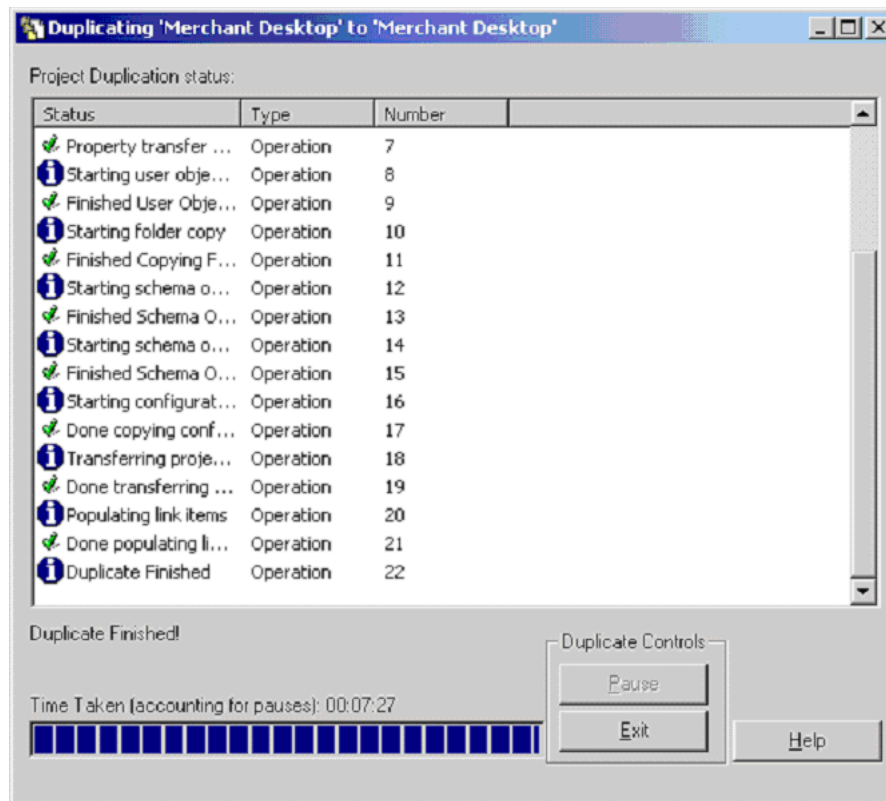 Duplicating 'Merchant Desktop' to 'Merchant Desktop'
Project Duplication status:
Status Type Number
Property transfer ... Operation 7
Starting user obje... Operation 8
Finished User Obje... Operation 9
Starting folder copy Operation 10
Finished Copying F... Operation 11
Starting schema o... Operation 12
Finished Schema O... Operation 13
Starting schema o... Operation 14
Finished Schema O... Operation 15
Starting configurat... Operation 16
Done copying conf... Operation 17
Transferring proje... Operation 18
Done transferring ... Operation 19
Populating link items Operation 20
Done populating li... Operation 21
Duplicate Finished Operation 22
Duplicate Finished!
Duplicate Controls
Pause
Time Taken (accounting for pauses): 00:07:27
Exit
Help